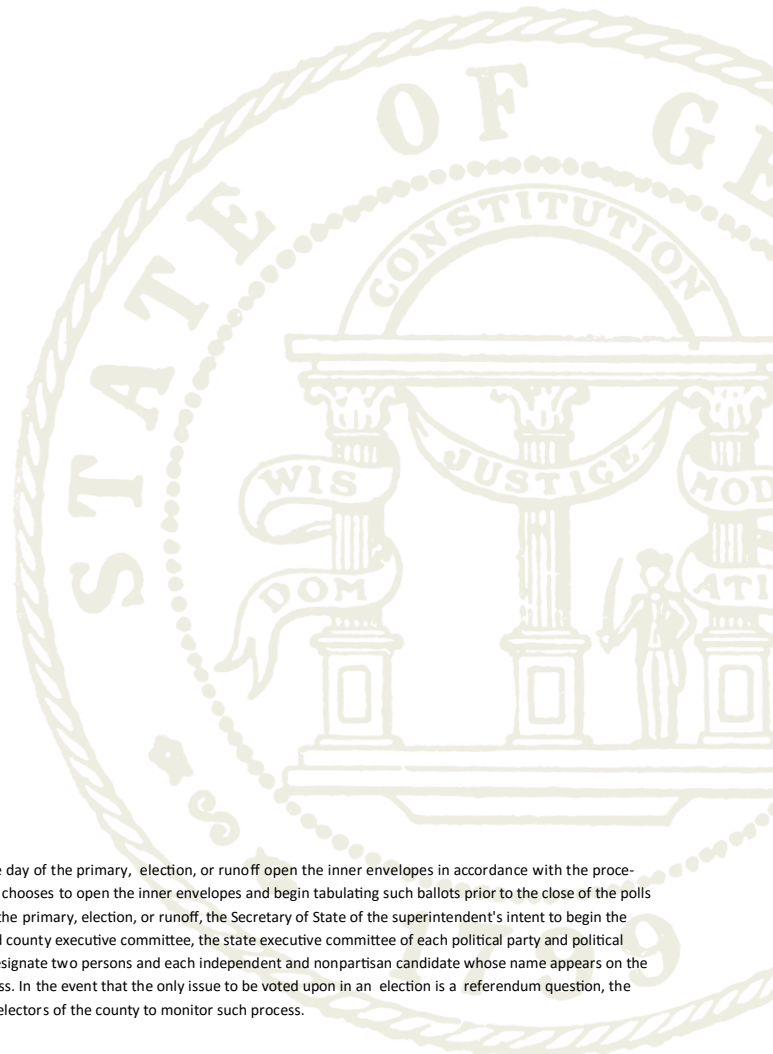 STATE OF GE
CONSTITUTION
WIS
JUSTICE
MOD
DOM
ATI
1789
day of the primary, election, or runoff open the inner envelopes in accordance with the proce-
chooses to open the inner envelopes and begin tabulating such ballots prior to the close of the polls
the primary, election, or runoff, the Secretary of State of the superintendent's intent to begin the
county executive committee, the state executive committee of each political party and political
esignate two persons and each independent and nonpartisan candidate whose name appears on the
ss. In the event that the only issue to be voted upon in an election is a referendum question, the
electors of the county to monitor such process.